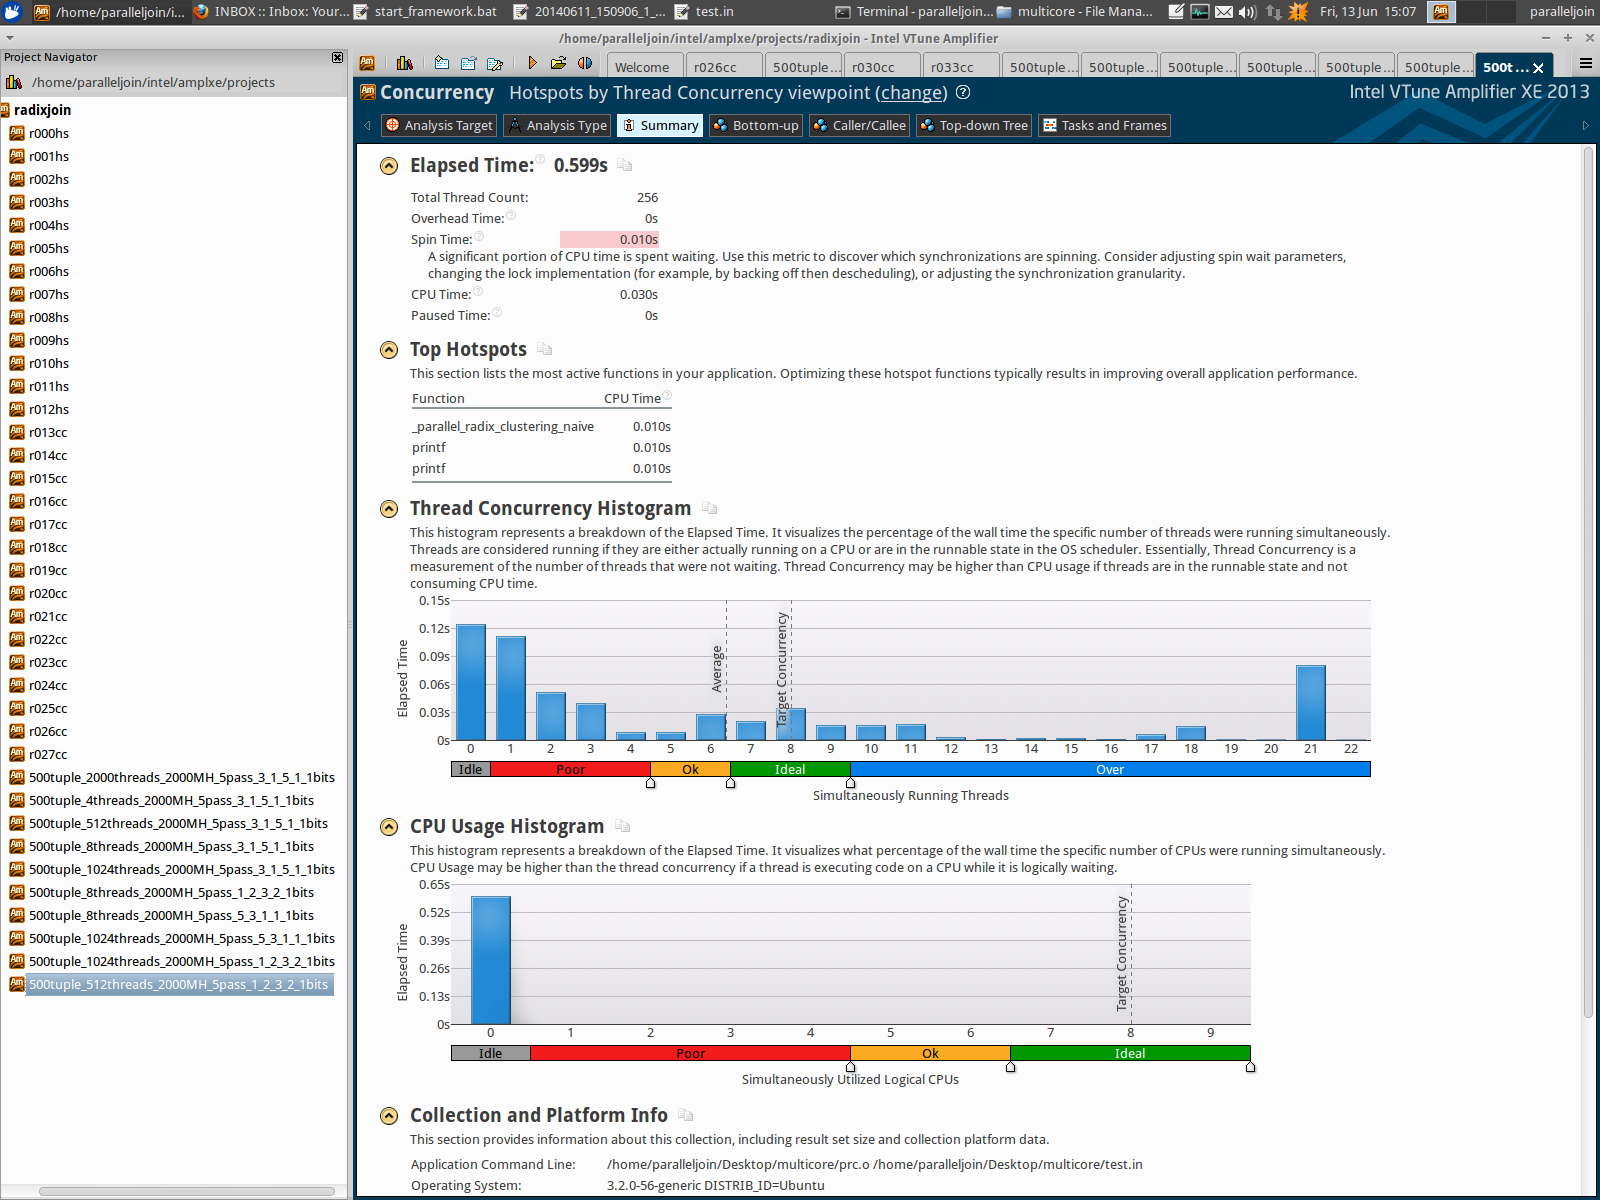 /home/paralleljoin/i...
INBOX :: Inbox: Your...
start_framework.bat
20140611_150906_1_...
test.in
Terminal - paralleljoin...
multicore - File Mana...
Fri, 13 Jun 15:07
paralleljoin
/home/paralleljoin/intel/amplxe/projects/radixjoin - Intel VTune Amplifier
Project Navigator
/home/paralleljoin/intel/amplxe/projects
radixjoin
r000hs
r001hs
r002hs
r003hs
r004hs
r005hs
r006hs
r007hs
r008hs
r009hs
r010hs
r011hs
r012hs
r013cc
r014cc
r015cc
r016cc
r017cc
r018cc
r019cc
r020cc
r021cc
r022cc
r023cc
r024cc
r025cc
r026cc
r027cc
500tuple_2000threads_2000MH_5pass_3_1_5_1_1bits
500tuple_4threads_2000MH_5pass_3_1_5_1_1bits
500tuple_512threads_2000MH_5pass_3_1_5_1_1bits
500tuple_8threads_2000MH_5pass_3_1_5_1_1bits
500tuple_1024threads_2000MH_5pass_3_1_5_1_1bits
500tuple_8threads_2000MH_5pass_1_2_3_2_1bits
500tuple_8threads_2000MH_5pass_5_3_1_1_1bits
500tuple_1024threads_2000MH_5pass_5_3_1_1_1bits
500tuple_1024threads_2000MH_5pass_1_2_3_2_1bits
500tuple_512threads_2000MH_5pass_1_2_3_2_1bits
Welcome
r026cc
500tuple...
r030cc
r033cc
500tuple...
500tuple...
500tuple...
500tuple...
500tuple...
500tuple...
500t...
Concurrency Hotspots by Thread Concurrency viewpoint (change)
Intel VTune Amplifier XE 2013
Analysis Target
Analysis Type
Summary
Bottom-up
Caller/Callee
Top-down Tree
Tasks and Frames
Elapsed Time: 0.599s
Total Thread Count: 256
Overhead Time: 0s
Spin Time: 0.010s
A significant portion of CPU time is spent waiting. Use this metric to discover which synchronizations are spinning. Consider adjusting spin wait parameters,
changing the lock implementation (for example, by backing off then descheduling), or adjusting the synchronization granularity.
CPU Time: 0.030s
Paused Time: 0s
Top Hotspots
This section lists the most active functions in your application. Optimizing these hotspot functions typically results in improving overall application performance.
Function CPU Time
_parallel_radix_clustering_naive 0.010s
printf 0.010s
printf 0.010s
Thread Concurrency Histogram
This histogram represents a breakdown of the Elapsed Time. It visualizes the percentage of the wall time the specific number of threads were running simultaneously.
Threads are considered running if they are either actually running on a CPU or are in the runnable state in the OS scheduler. Essentially, Thread Concurrency is a
measurement of the number of threads that were not waiting. Thread Concurrency may be higher than CPU usage if threads are in the runnable state and not
consuming CPU time.
Elapsed Time
0.15s
0.12s
0.09s
0.06s
0.03s
0s
Average
Target Concurrency
0 1 2 3 4 5 6 7 8 9 10 11 12 13 14 15 16 17 18 19 20 21 22
Idle Poor Ok Ideal Over
Simultaneously Running Threads
CPU Usage Histogram
This histogram represents a breakdown of the Elapsed Time. It visualizes what percentage of the wall time the specific number of CPUs were running simultaneously.
CPU Usage may be higher than the thread concurrency if a thread is executing code on a CPU while it is logically waiting.
Elapsed Time
0.65s
0.52s
0.39s
0.26s
0.13s
0s
Target Concurrency
0 1 2 3 4 5 6 7 8 9
Idle Poor Ok Ideal
Simultaneously Utilized Logical CPUs
Collection and Platform Info
This section provides information about this collection, including result set size and collection platform data.
Application Command Line: /home/paralleljoin/Desktop/multicore/prc.o /home/paralleljoin/Desktop/multicore/test.in
Operating System: 3.2.0-56-generic DISTRIB_ID=Ubuntu